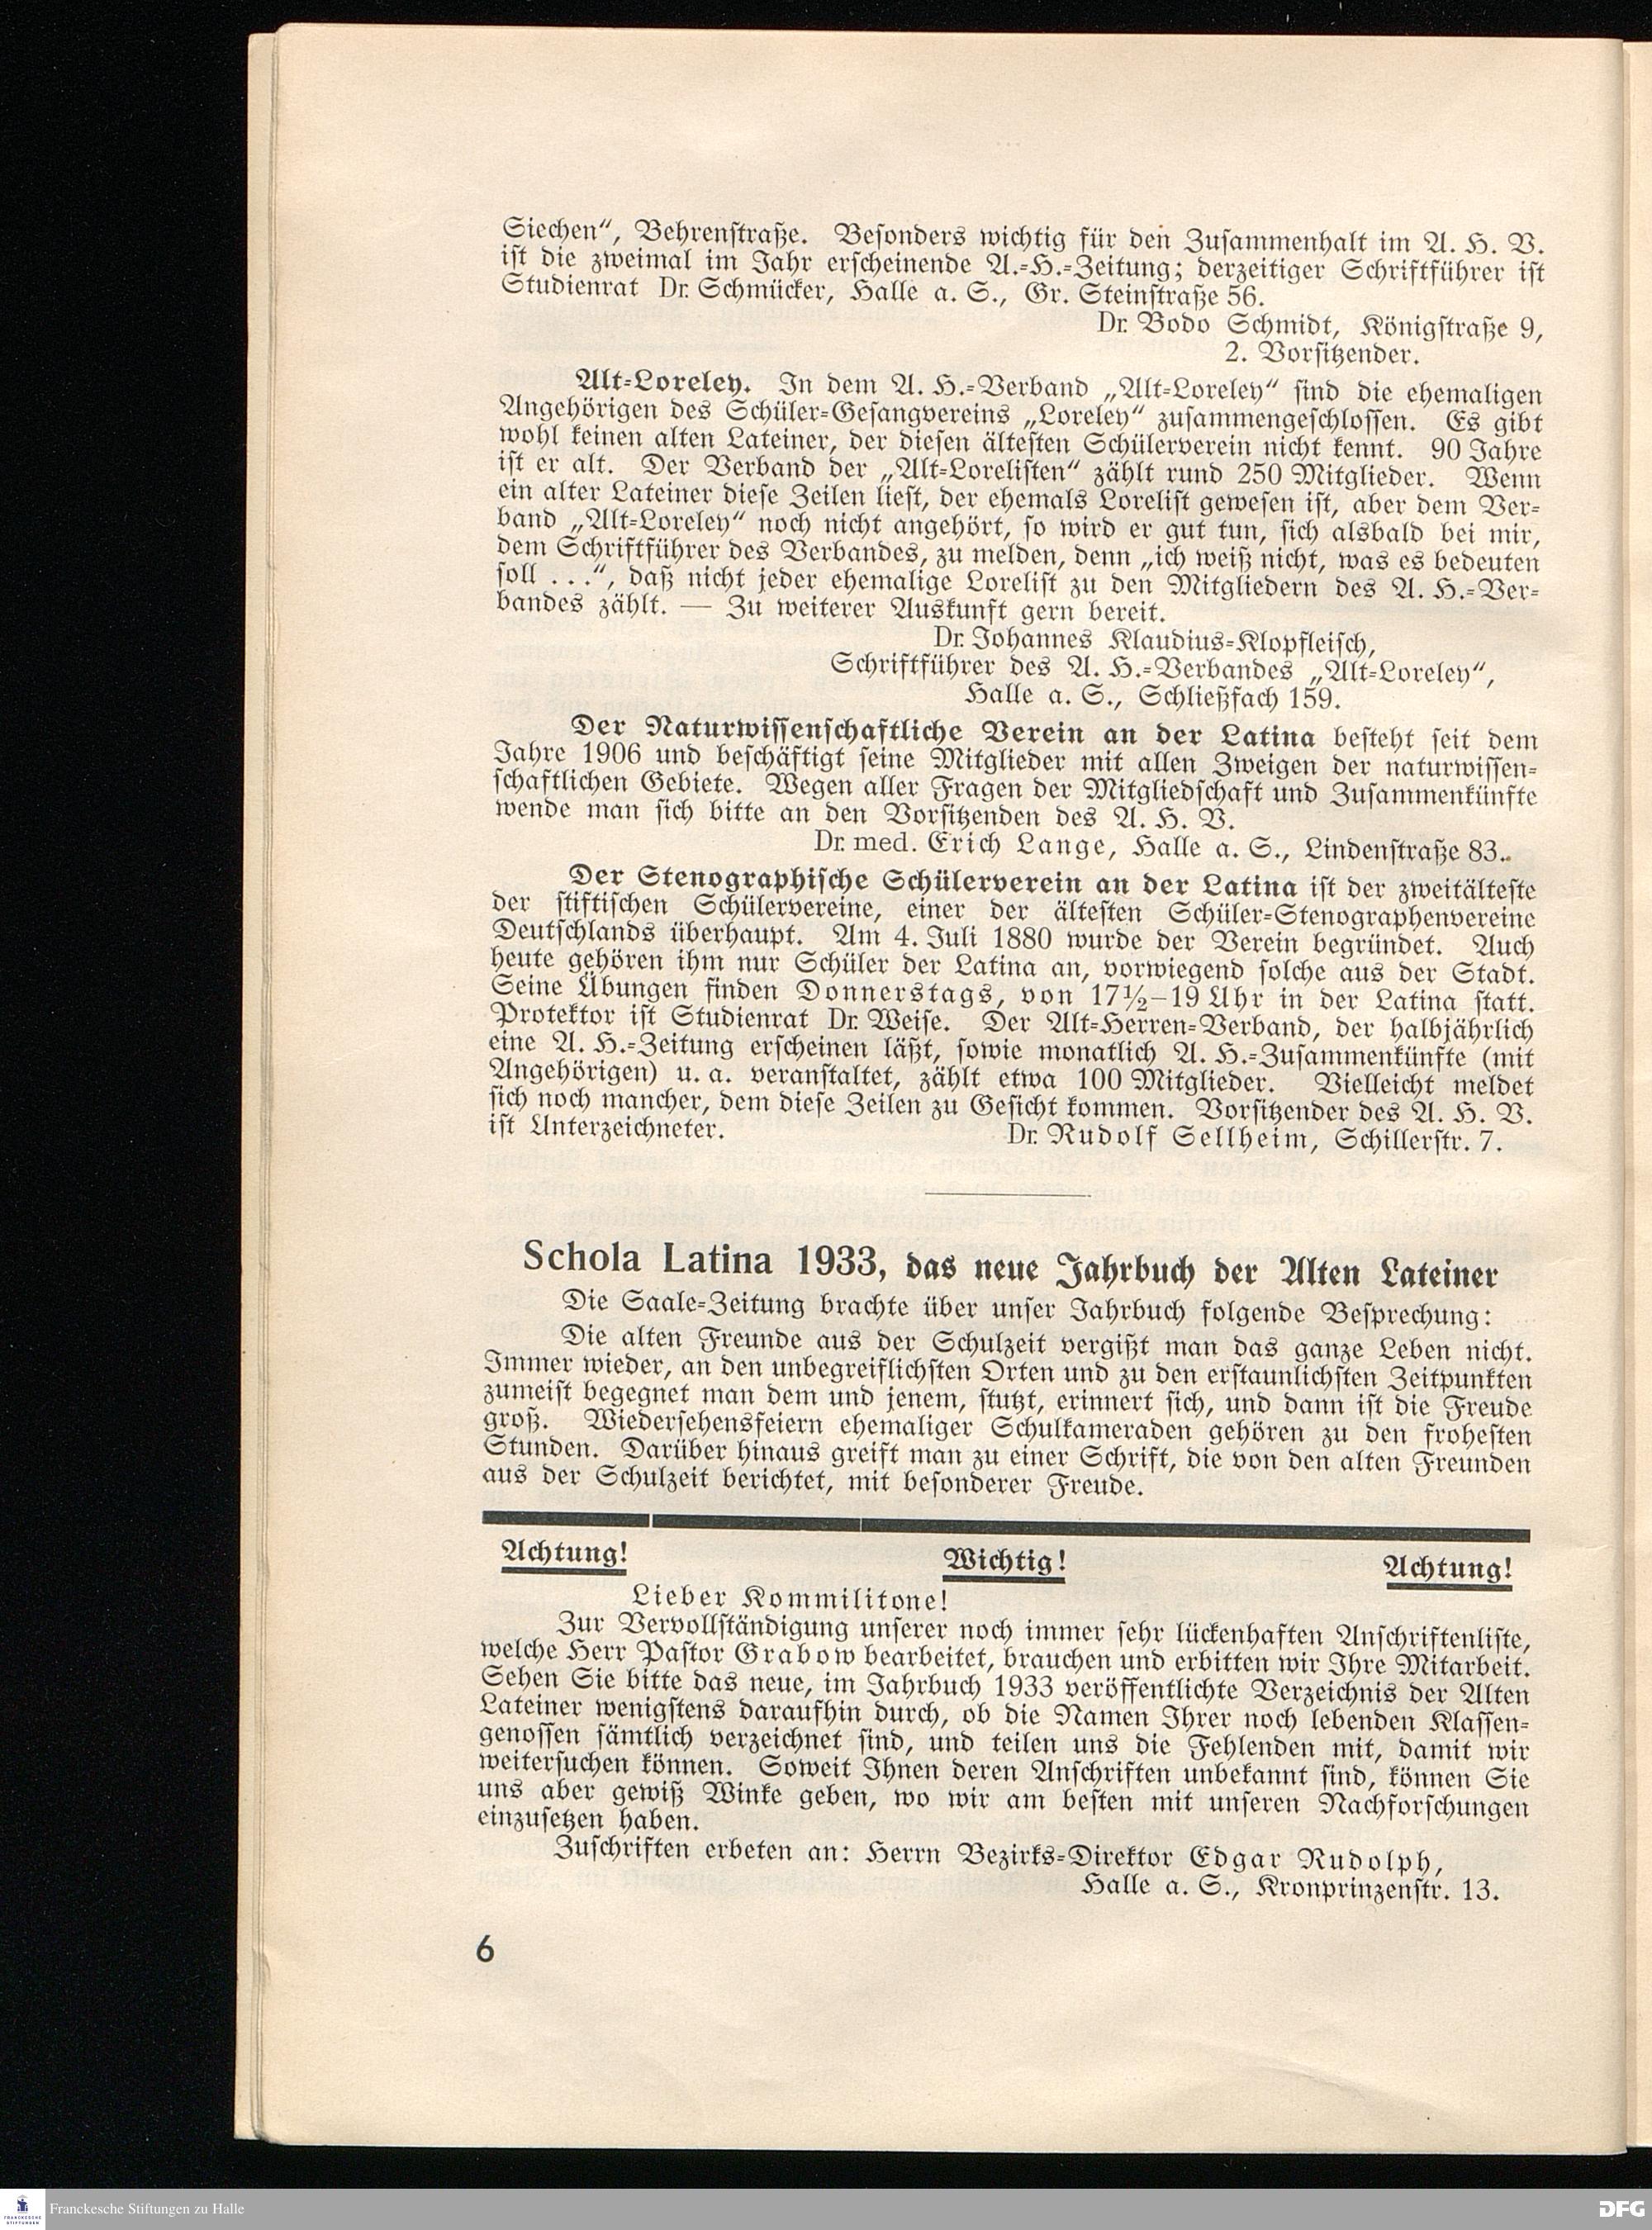 Siechen“, Behrenstraße. Besonders wichtig für den Zusammenhalt im A. H. V.
ist die zweimal im Jahr erscheinende A.-H.-Zeitung; derzeitiger Schriftführer ist
Studienrat Dr. Schmücker, Halle a. S., Gr. Steinstraße 56.
Dr. Bodo Schmidt, Königstraße 9,
2. Vorsitzender.
Alt-Loreley. In dem A. H.-Verband „Alt-Loreley“ sind die ehemaligen
Angehörigen des Schüler-Gesangvereins „Loreley“ zusammengeschlossen. Es gibt
wohl keinen alten Lateiner, der diesen ältesten Schülerverein nicht kennt. 90 Jahre
ist er alt. Der Verband der „Alt-Lorelisten“ zählt rund 250 Mitglieder. Wenn
ein alter Lateiner diese Zeilen liest, der ehemals Lorelist gewesen ist, aber dem Ver-
band „Alt-Loreley“ noch nicht angehört, so wird er gut tun, sich alsbald bei mir,
dem Schriftführer des Verbandes, zu melden, denn „ich weiß nicht, was es bedeuten
soll . . .“, daß nicht jeder ehemalige Lorelist zu den Mitgliedern des A. H.-Ver-
bandes zählt. — Zu weiterer Auskunft gern bereit.
Dr. Johannes Klaudius-Klopfleisch,
Schriftführer des A. H.-Verbandes „Alt-Loreley“,
Halle a. S., Schließfach 159.
Der Naturwissenschaftliche Verein an der Latina besteht seit dem
Jahre 1906 und beschäftigt seine Mitglieder mit allen Zweigen der naturwissen-
schaftlichen Gebiete. Wegen aller Fragen der Mitgliedschaft und Zusammenkünfte
wende man sich bitte an den Vorsitzenden des A. H. V.
Dr. med. Erich Lange, Halle a. S., Lindenstraße 83.
Der Stenographische Schülerverein an der Latina ist der zweitälteste
der stiftischen Schülervereine, einer der ältesten Schüler-Stenographenvereine
Deutschlands überhaupt. Am 4. Juli 1880 wurde der Verein begründet. Auch
heute gehören ihm nur Schüler der Latina an, vorwiegend solche aus der Stadt.
Seine Übungen finden Donnerstags, von 17½–19 Uhr in der Latina statt.
Protektor ist Studienrat Dr. Weise. Der Alt-Herren-Verband, der halbjährlich
eine A. H.-Zeitung erscheinen läßt, sowie monatlich A. H.-Zusammenkünfte (mit
Angehörigen) u. a. veranstaltet, zählt etwa 100 Mitglieder. Vielleicht meldet
sich noch mancher, dem diese Zeilen zu Gesicht kommen. Vorsitzender des A. H. V.
ist Unterzeichneter. Dr. Rudolf Sellheim, Schillerstr. 7.
Schola Latina 1933, das neue Jahrbuch der Alten Lateiner
Die Saale-Zeitung brachte über unser Jahrbuch folgende Besprechung:
Die alten Freunde aus der Schulzeit vergißt man das ganze Leben nicht.
Immer wieder, an den unbegreiflichsten Orten und zu den erstaunlichsten Zeitpunkten
zumeist begegnet man dem und jenem, stutzt, erinnert sich, und dann ist die Freude
groß. Wiedersehensfeiern ehemaliger Schulkameraden gehören zu den frohesten
Stunden. Darüber hinaus greift man zu einer Schrift, die von den alten Freunden
aus der Schulzeit berichtet, mit besonderer Freude.
Achtung! Wichtig! Achtung!
Lieber Kommilitone!
Zur Vervollständigung unserer noch immer sehr lückenhaften Anschriftenliste,
welche Herr Pastor Grabow bearbeitet, brauchen und erbitten wir Ihre Mitarbeit.
Sehen Sie bitte das neue, im Jahrbuch 1933 veröffentlichte Verzeichnis der Alten
Lateiner wenigstens daraufhin durch, ob die Namen Ihrer noch lebenden Klassen-
genossen sämtlich verzeichnet sind, und teilen uns die Fehlenden mit, damit wir
weitersuchen können. Soweit Ihnen deren Anschriften unbekannt sind, können Sie
uns aber gewiß Winke geben, wo wir am besten mit unseren Nachforschungen
einzusetzen haben.
Zuschriften erbeten an: Herrn Bezirks-Direktor Edgar Rudolph,
Halle a. S., Kronprinzenstr. 13.
6
FRANCKESCHE STIFTUNGEN
Franckesche Stiftungen zu Halle
DFG